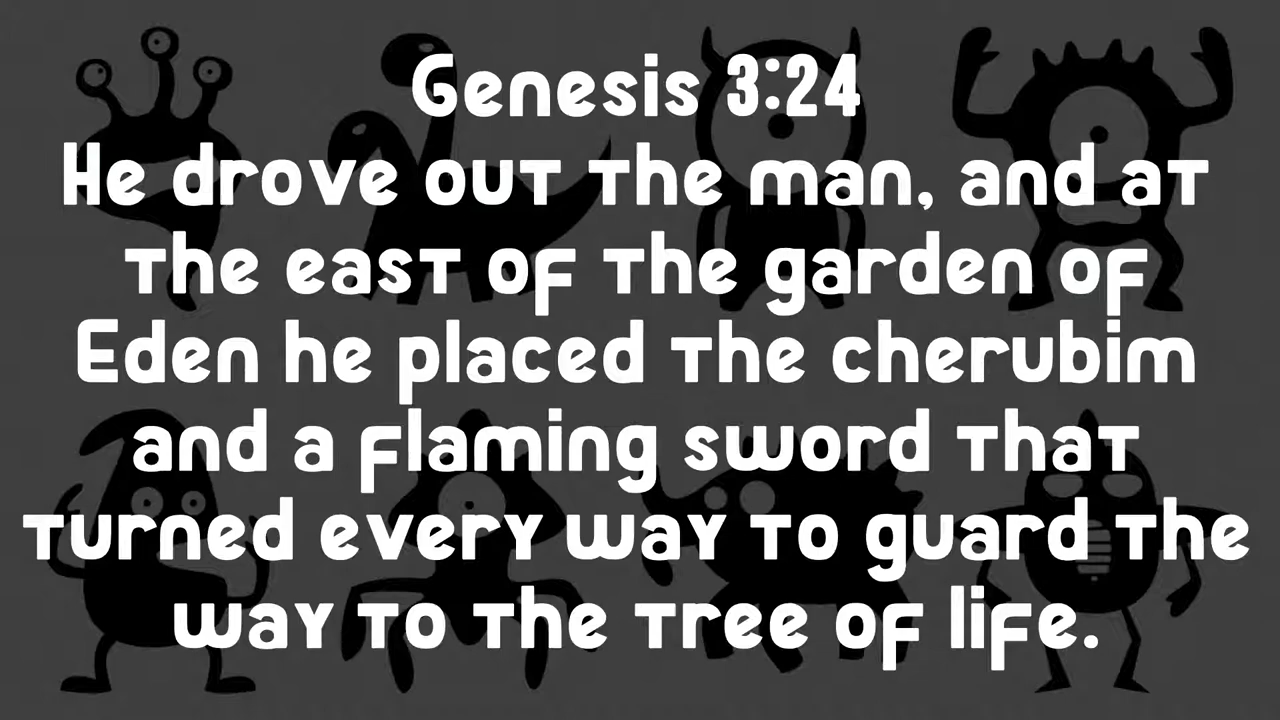 Genesis 3:24
He drove out the man, and at
the east of the garden of
Eden he placed the cherubim
and a flaming sword that
turned every way to guard the
way to the tree of life.